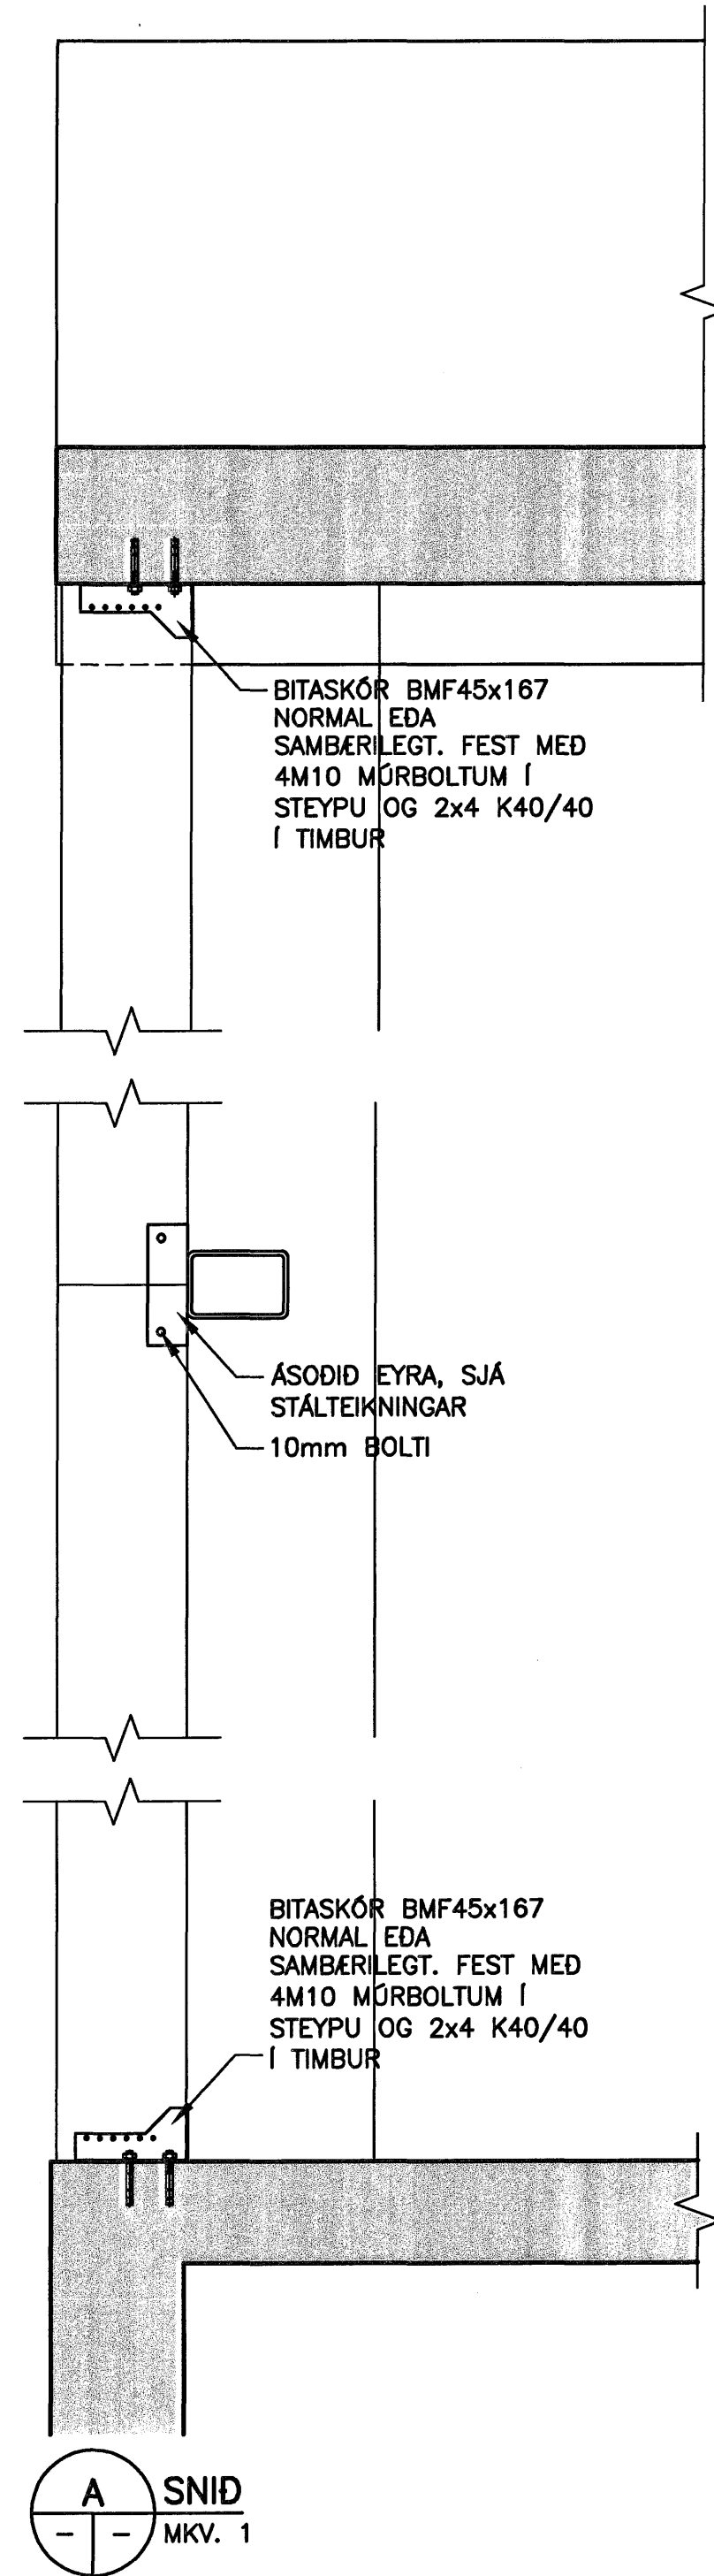 BITASKÓR BMF45x167
NORMAL EÐA
SAMBÆRILEGT. FEST MEÐ
4M10 MÚRBOLTUM Í
STEYPU OG 2x4 K40/40
Í TIMBUR
ÁSOÐIÐ EYRA, SJÁ
STÁLTEIKNINGAR
10mm BOLTI
BITASKÓR BMF45x167
NORMAL EÐA
SAMBÆRILEGT. FEST MEÐ
4M10 MÚRBOLTUM Í
STEYPU OG 2x4 K40/40
Í TIMBUR
A SNIÐ
- - MKV. 1